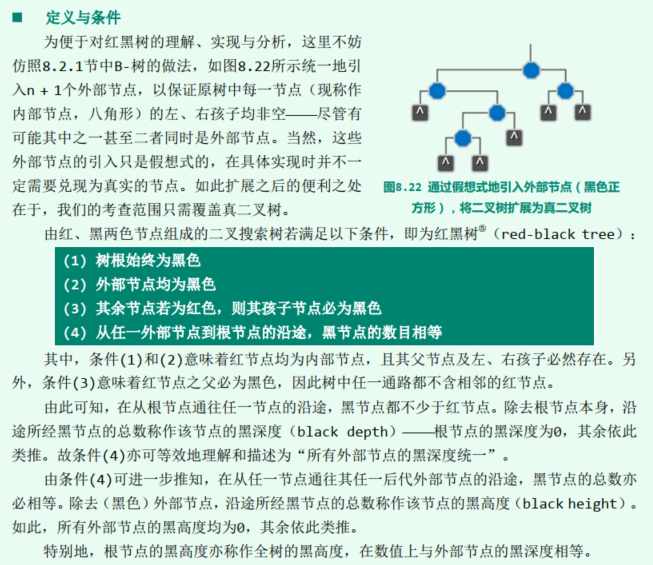 ■ 定义与条件
为便于对红黑树的理解、实现与分析，这里不妨
仿照8.2.1节中B-树的做法，如图8.22所示统一地引
入n + 1个外部节点，以保证原树中每一节点（现称作
内部节点，八角形）的左、右孩子均非空——尽管有
可能其中之一甚至二者同时是外部节点。当然，这些
外部节点的引入只是假想式的，在具体实现时并不一
定需要兑现为真实的节点。如此扩展之后的便利之处
在于，我们的考查范围只需覆盖真二叉树。
图8.22 通过假想式地引入外部节点（黑色正
方形），将二叉树扩展为真二叉树
由红、黑两色节点组成的二叉搜索树若满足以下条件，即为红黑树⑤（red-black tree）：
(1) 树根始终为黑色
(2) 外部节点均为黑色
(3) 其余节点若为红色，则其孩子节点必为黑色
(4) 从任一外部节点到根节点的沿途，黑节点的数目相等
其中，条件(1)和(2)意味着红节点均为内部节点，且其父节点及左、右孩子必然存在。另
外，条件(3)意味着红节点之父必为黑色，因此树中任一通路都不含相邻的红节点。
由此可知，在从根节点通往任一节点的沿途，黑节点都不少于红节点。除去根节点本身，沿
途所经黑节点的总数称作该节点的黑深度（black depth）——根节点的黑深度为0，其余依此
类推。故条件(4)亦可等效地理解和描述为“所有外部节点的黑深度统一”。
由条件(4)可进一步推知，在从任一节点通往其任一后代外部节点的沿途，黑节点的总数亦
必相等。除去（黑色）外部节点，沿途所经黑节点的总数称作该节点的黑高度（black height）。
如此，所有外部节点的黑高度均为0，其余依此类推。
特别地，根节点的黑高度亦称作全树的黑高度，在数值上与外部节点的黑深度相等。